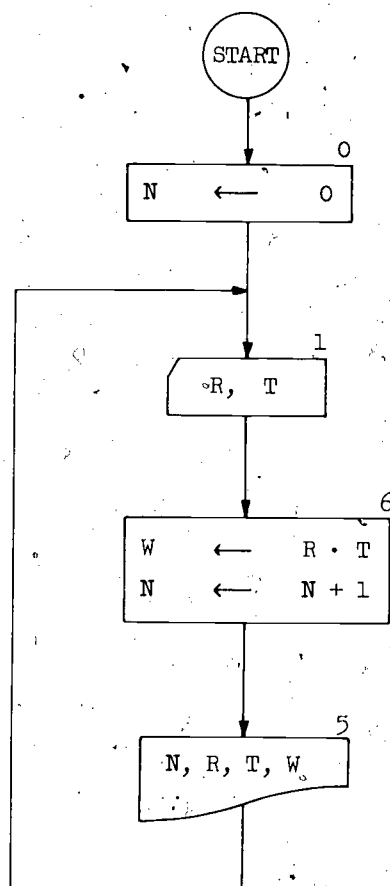 START
0
N ← 0
1
R, T
6
W ← R · T
N ← N + 1
5
N, R, T, W